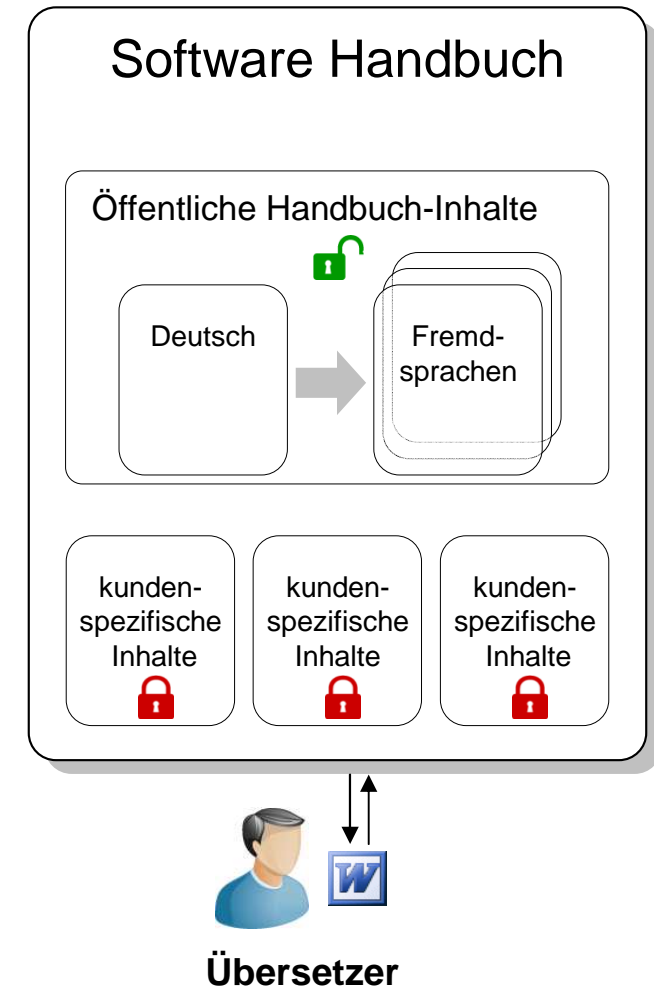 Software Handbuch
Öffentliche Handbuch-Inhalte
Deutsch
Fremd-
sprachen
kunden-
spezifische
Inhalte
kunden-
spezifische
Inhalte
kunden-
spezifische
Inhalte
W
Übersetzer